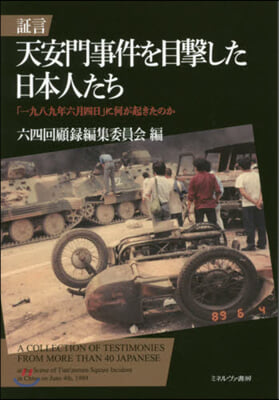 証言
天安門事件を目撃した
日本人たち
「一九八九年六月四日」に何が起きたのか
六四回顧録編集委員会 編
89 6 4
A COLLECTION OF TESTIMONIES
FROM MORE THAN 40 JAPANESE
at the Scene of Tian'anmen Square Incident
in China on June 4th, 1989
ミネルヴァ書房